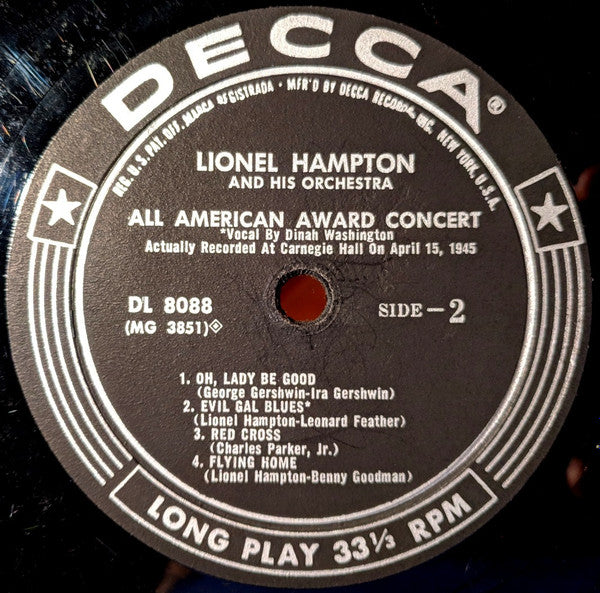 DECCA®
REG. U.S. PAT. OFF. MARCA REGISTRADA • MFR'D BY DECCA RECORDS, INC. NEW YORK, U.S.A.
LIONEL HAMPTON
AND HIS ORCHESTRA
ALL AMERICAN AWARD CONCERT
*Vocal By Dinah Washington
Actually Recorded At Carnegie Hall On April 15, 1945
DL 8088
SIDE - 2
(MG 3851)
1. OH, LADY BE GOOD
(George Gershwin-Ira Gershwin)
2. EVIL GAL BLUES*
(Lionel Hampton-Leonard Feather)
3. RED CROSS
(Charles Parker, Jr.)
4. FLYING HOME
(Lionel Hampton-Benny Goodman)
LONG PLAY 33⅓ RPM